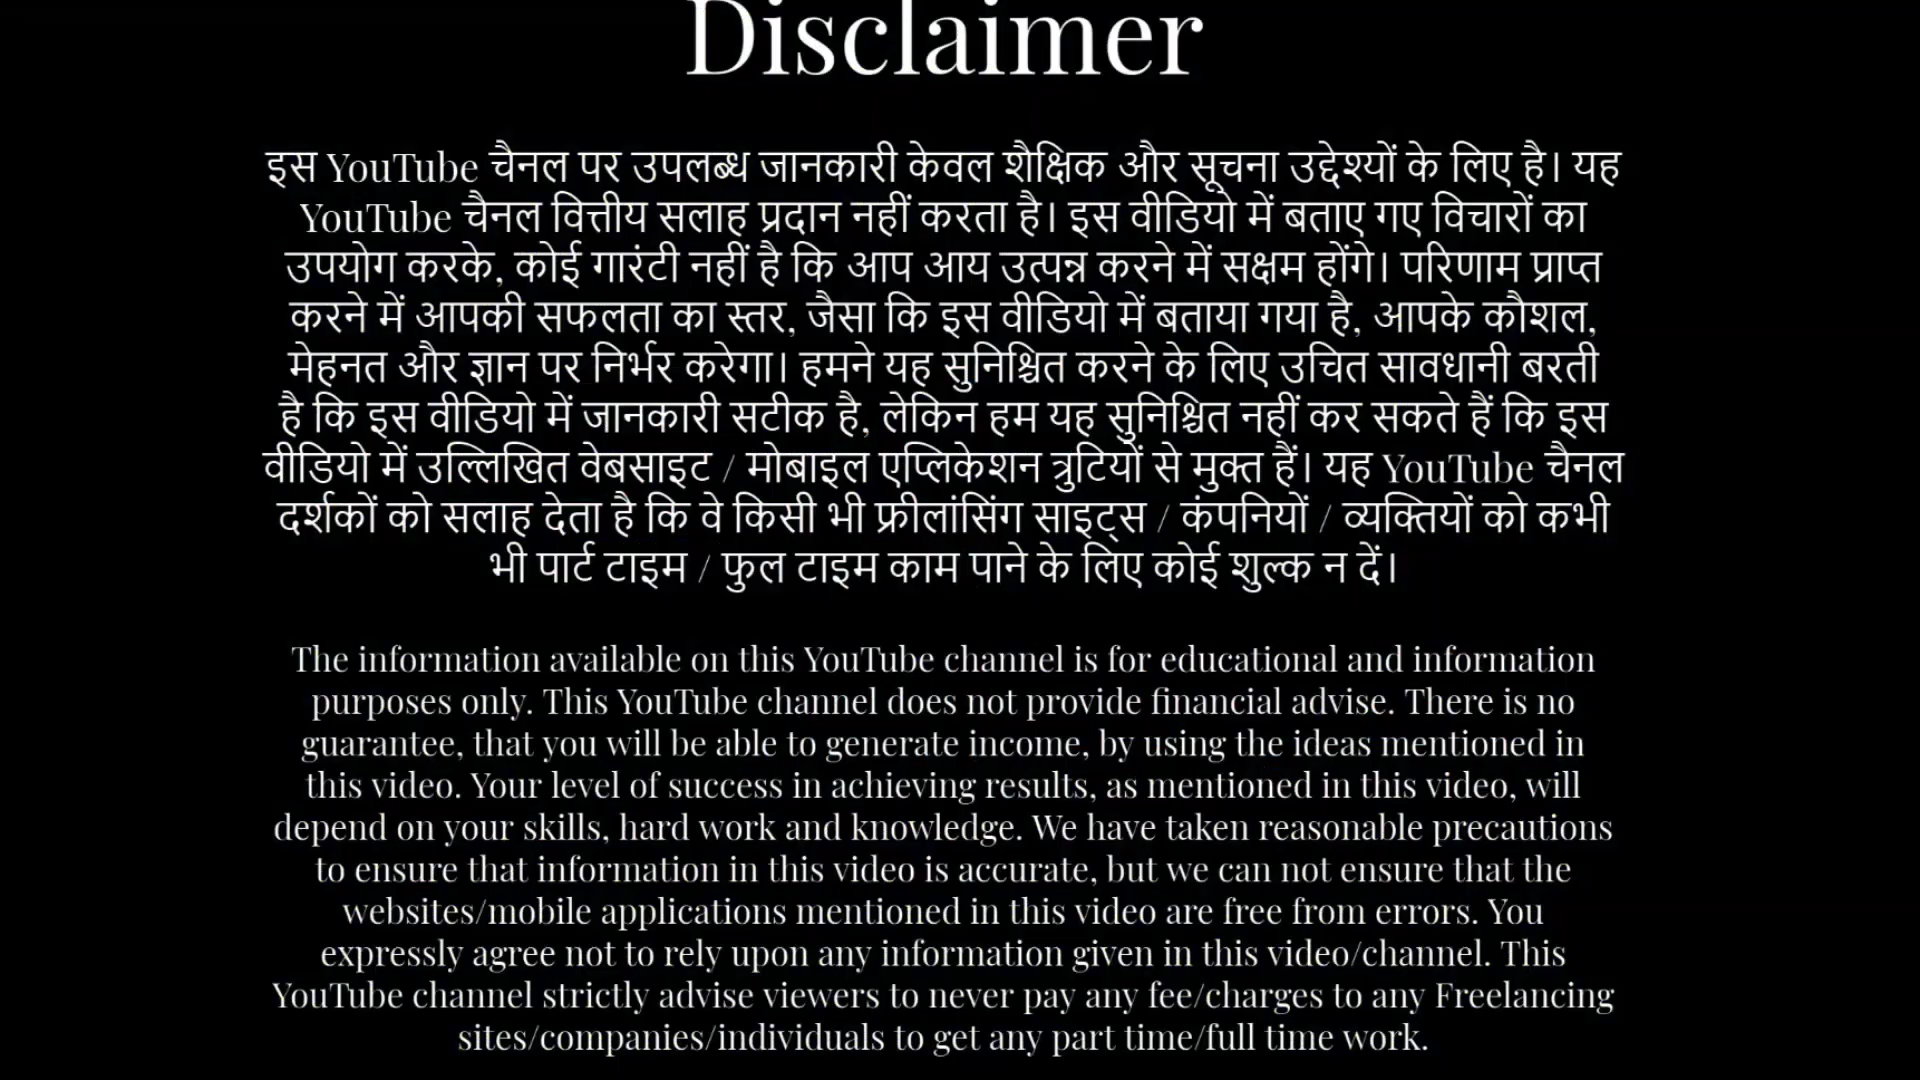 Disclaimer
इस YouTube चैनल पर उपलब्ध जानकारी केवल शैक्षिक और सूचना उद्देश्यों के लिए है। यह
YouTube चैनल वित्तीय सलाह प्रदान नहीं करता है। इस वीडियो में बताए गए विचारों का
उपयोग करके, कोई गारंटी नहीं है कि आप आय उत्पन्न करने में सक्षम होंगे। परिणाम प्राप्त
करने में आपकी सफलता का स्तर, जैसा कि इस वीडियो में बताया गया है, आपके कौशल,
मेहनत और ज्ञान पर निर्भर करेगा। हमने यह सुनिश्चित करने के लिए उचित सावधानी बरती
है कि इस वीडियो में जानकारी सटीक है, लेकिन हम यह सुनिश्चित नहीं कर सकते हैं कि इस
वीडियो में उल्लिखित वेबसाइट / मोबाइल एप्लिकेशन त्रुटियों से मुक्त हैं। यह YouTube चैनल
दर्शकों को सलाह देता है कि वे किसी भी फ्रीलांसिंग साइट्स / कंपनियों / व्यक्तियों को कभी
भी पार्ट टाइम / फुल टाइम काम पाने के लिए कोई शुल्क न दें।
The information available on this YouTube channel is for educational and information
purposes only. This YouTube channel does not provide financial advise. There is no
guarantee, that you will be able to generate income, by using the ideas mentioned in
this video. Your level of success in achieving results, as mentioned in this video, will
depend on your skills, hard work and knowledge. We have taken reasonable precautions
to ensure that information in this video is accurate, but we can not ensure that the
websites/mobile applications mentioned in this video are free from errors. You
expressly agree not to rely upon any information given in this video/channel. This
YouTube channel strictly advise viewers to never pay any fee/charges to any Freelancing
sites/companies/individuals to get any part time/full time work.